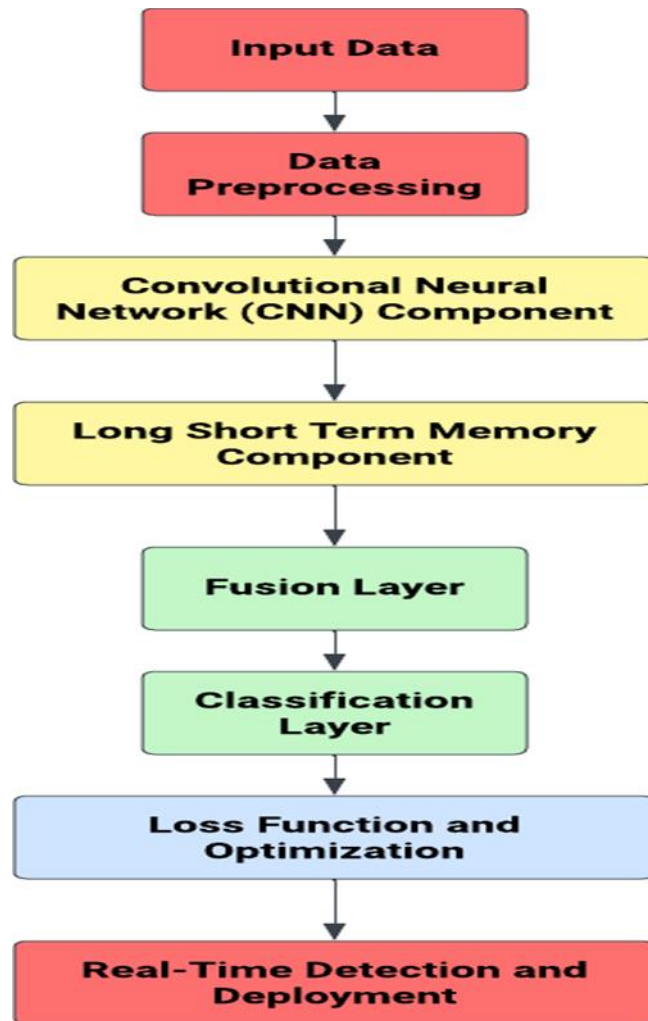 Input Data
Data
Preprocessing
Convolutional Neural
Network (CNN) Component
Long Short Term Memory
Component
Fusion Layer
Classification
Layer
Loss Function and
Optimization
Real-Time Detection and
Deployment